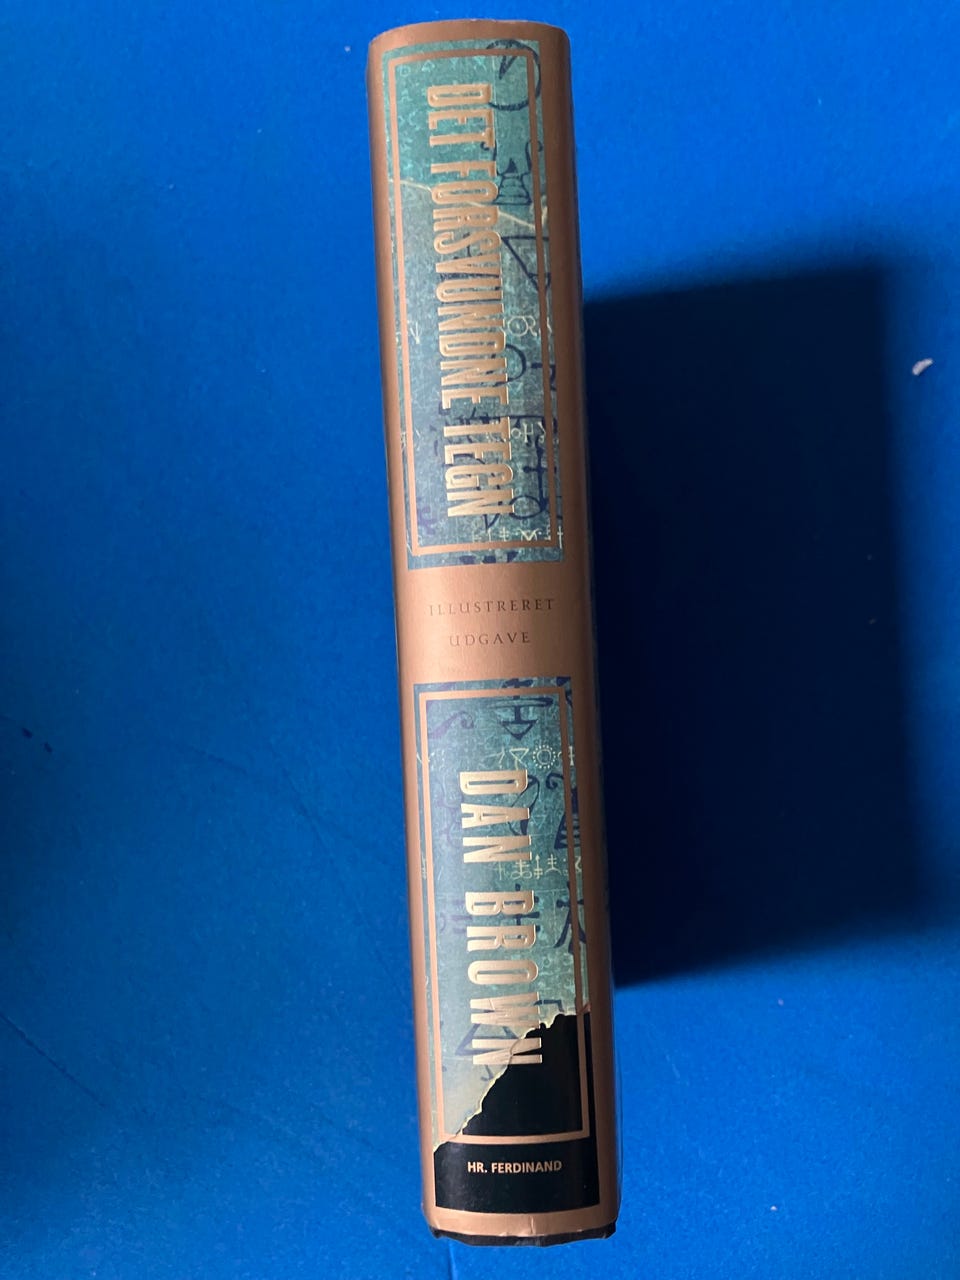 DET FORSVUNDNE TEGN
ILLUSTRERET
UDGAVE
DAN BROWN
HR. FERDINAND